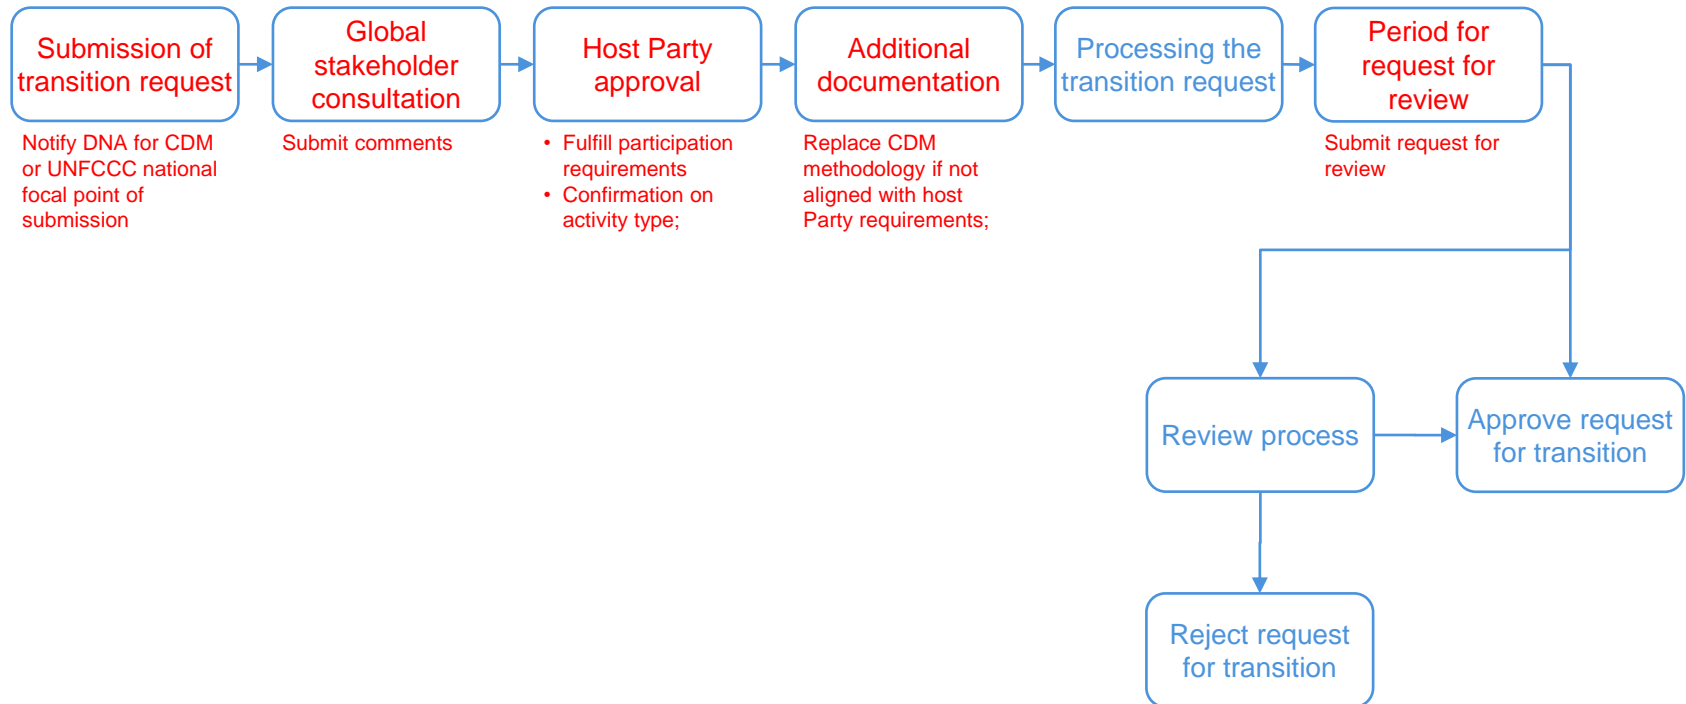 Submission of
transition request
Notify DNA for CDM
or UNFCCC national
focal point of
submission
Global
stakeholder
consultation
Submit comments
Host Party
approval
• Fulfill participation
requirements
• Confirmation on
activity type;
Additional
documentation
Replace CDM
methodology if not
aligned with host
Party requirements;
Processing the
transition request
Period for
request for
review
Submit request for
review
Review process
Approve request
for transition
Reject request
for transition